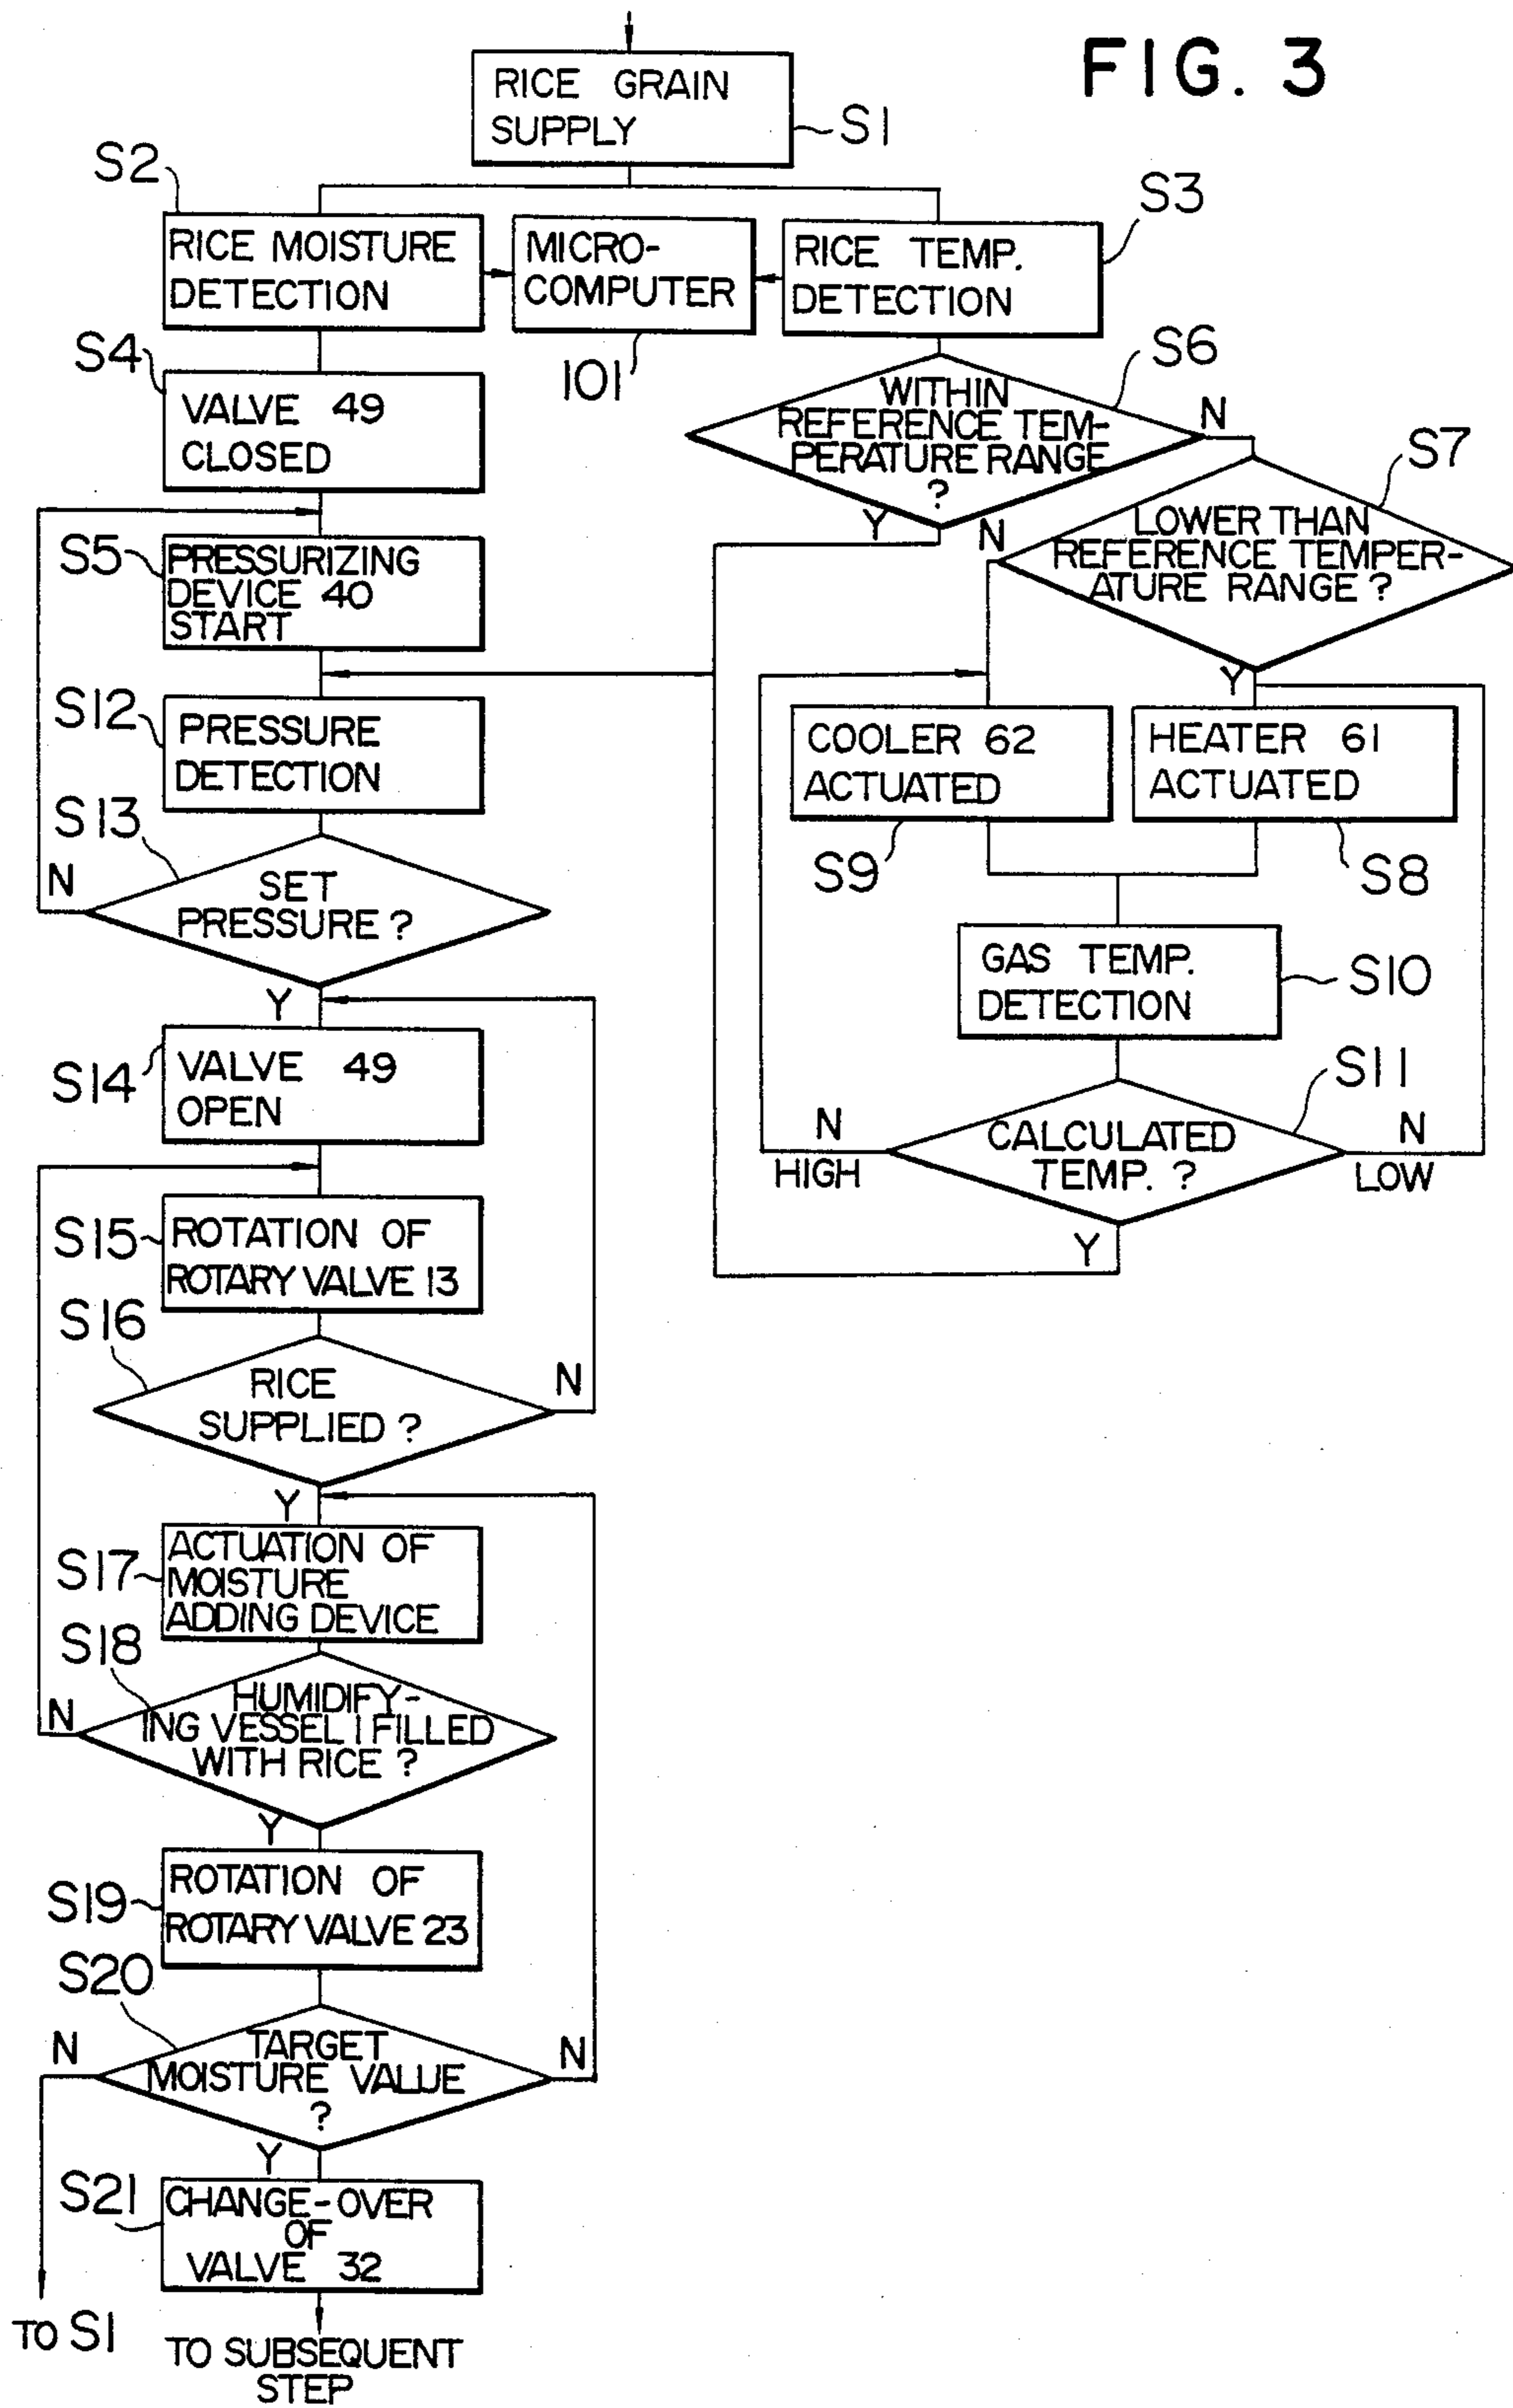 FIG. 3
RICE GRAIN
SUPPLY
S1
S2
RICE MOISTURE
DETECTION
MICRO-
COMPUTER
101
S3
RICE TEMP.
DETECTION
S4
VALVE 49
CLOSED
S6
WITHIN
REFERENCE TEM-
PERATURE RANGE
?
N
Y
S5
PRESSURIZING
DEVICE 40
START
S7
LOWER THAN
REFERENCE TEMPER-
ATURE RANGE ?
N
Y
S12
PRESSURE
DETECTION
COOLER 62
ACTUATED
S9
HEATER 61
ACTUATED
S8
S13
SET
PRESSURE ?
N
Y
GAS TEMP.
DETECTION
S10
S14
VALVE 49
OPEN
S11
CALCULATED
TEMP. ?
N
HIGH
N
LOW
Y
S15
ROTATION OF
ROTARY VALVE 13
S16
RICE
SUPPLIED ?
N
Y
S17
ACTUATION OF
MOISTURE
ADDING DEVICE
S18
HUMIDIFY-
ING VESSEL 1 FILLED
WITH RICE ?
N
Y
S19
ROTATION OF
ROTARY VALVE 23
S20
TARGET
MOISTURE VALUE
?
N
N
Y
S21
CHANGE-OVER
OF
VALVE 32
TO S1
TO SUBSEQUENT
STEP